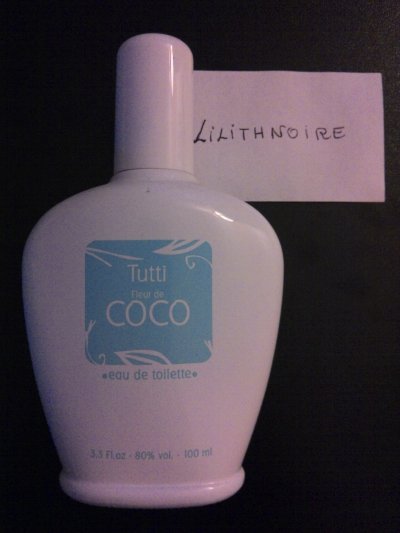 LILITHNOIRE
Tutti
Fleur de
COCO
•eau de toilette•
3.3 Fl.oz - 80% vol. - 100 ml